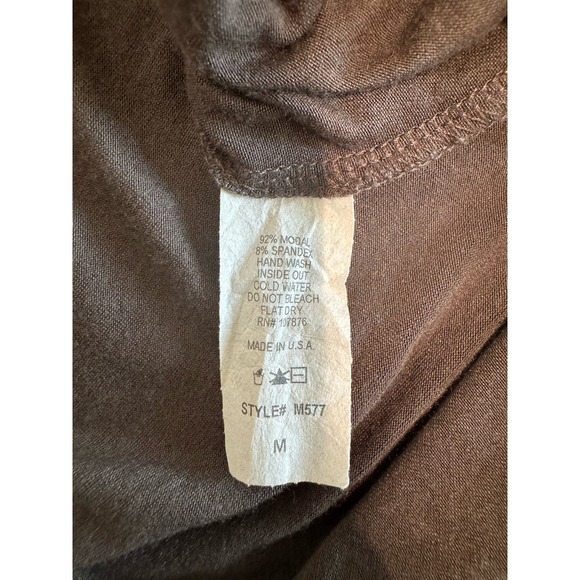 92% MODAL
8% SPANDEX
HAND WASH
INSIDE OUT
COLD WATER
DO NOT BLEACH
FLAT DRY
RN# 107876
MADE IN U.S.A.
STYLE# M577
M